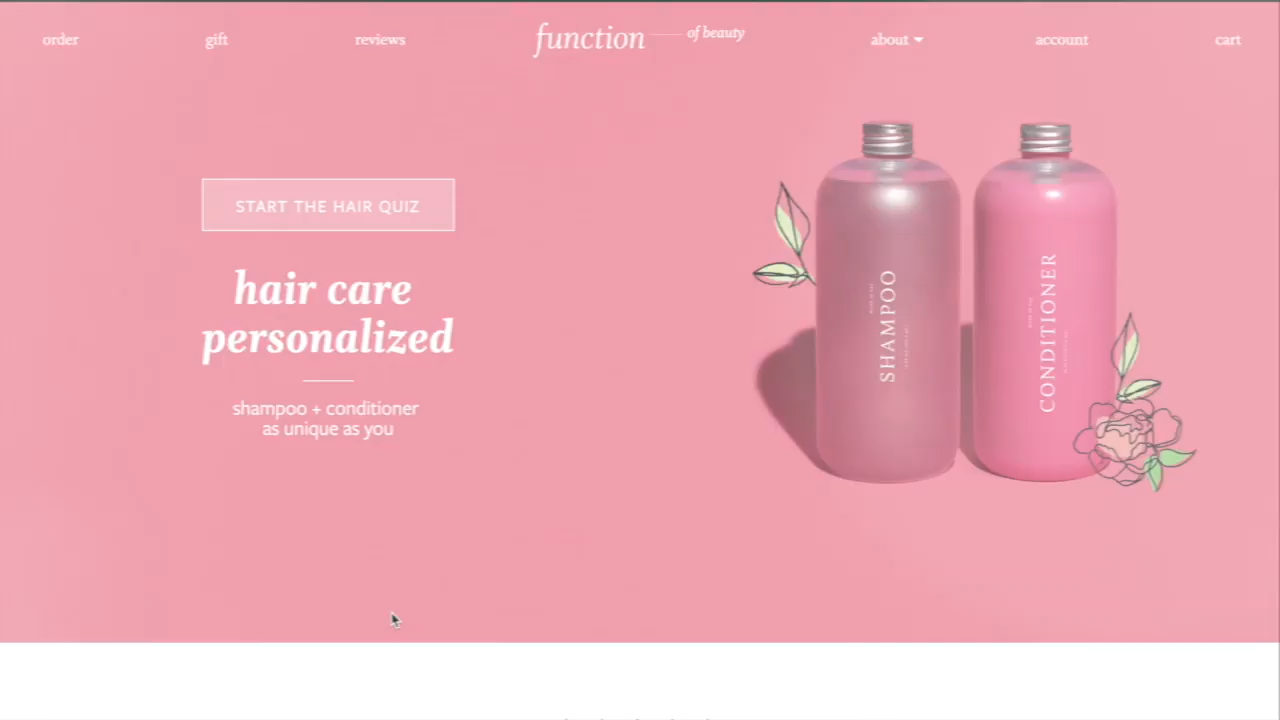 order
gift
reviews
function
of beauty
about
account
cart
START THE HAIR QUIZ
hair care
personalized
shampoo + conditioner
as unique as you
SHAMPOO
CONDITIONER